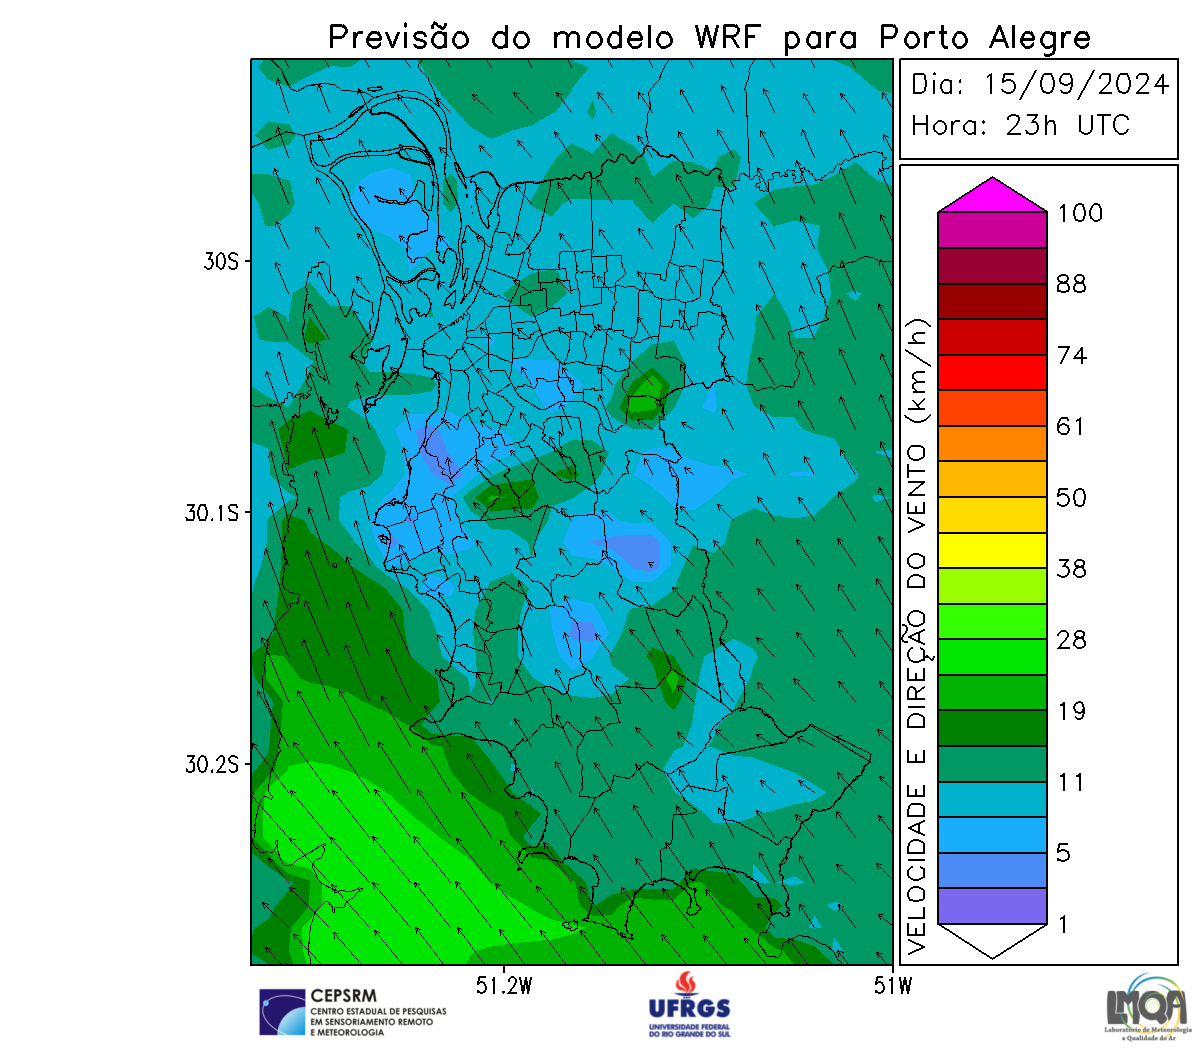 Previsão do modelo WRF para Porto Alegre
Dia: 15/09/2024
Hora: 23h UTC
100
88
74
61
50
38
28
19
11
5
1
VELOCIDADE E DIREÇÃO DO VENTO (km/h)
30S
30.1S
30.2S
51.2W
51W
CEPSRM
CENTRO ESTADUAL DE PESQUISAS
EM SENSORIAMENTO REMOTO
E METEOROLOGIA
UFRGS
UNIVERSIDADE FEDERAL
DO RIO GRANDE DO SUL
LMQA
Laboratório de Meteorologia
e Qualidade do Ar